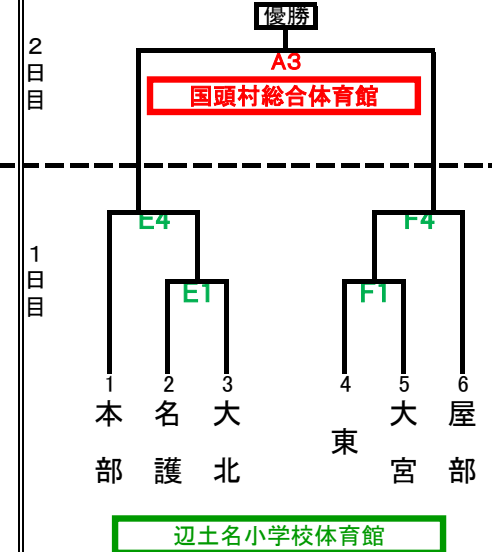 優勝
2日目
A3
国頭村総合体育館
1日目
E4
F4
E1
F1
1 2 3 4 5 6
本部
名護
大北
東
大宮
屋部
辺土名小学校体育館